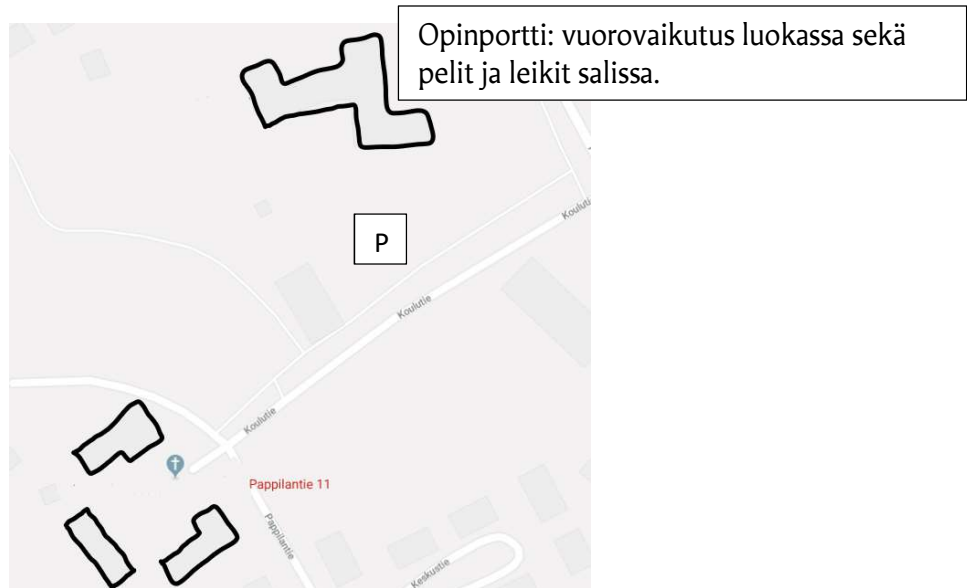 Opinportti: vuorovaikutus luokassa sekä
pelit ja leikit salissa.
Koulutie
P
Koulutie
Koulutie
Pappilantie 11
Pappilantie
Keskustie